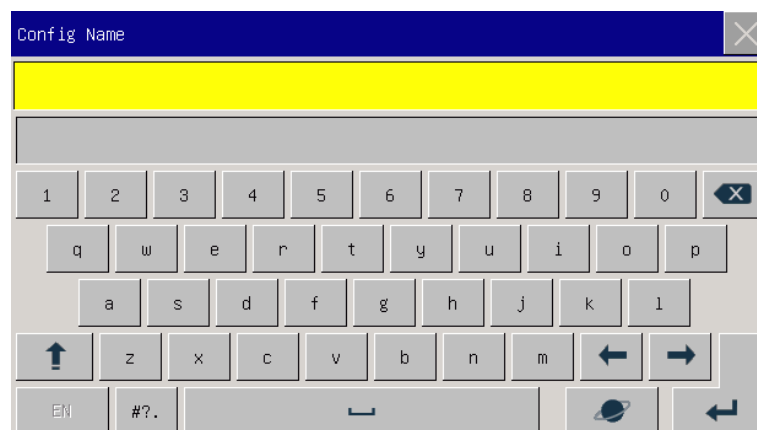 Config Name
1 2 3 4 5 6 7 8 9 0
q w e r t y u i o p
a s d f g h j k l
z x c v b n m
EN #?.